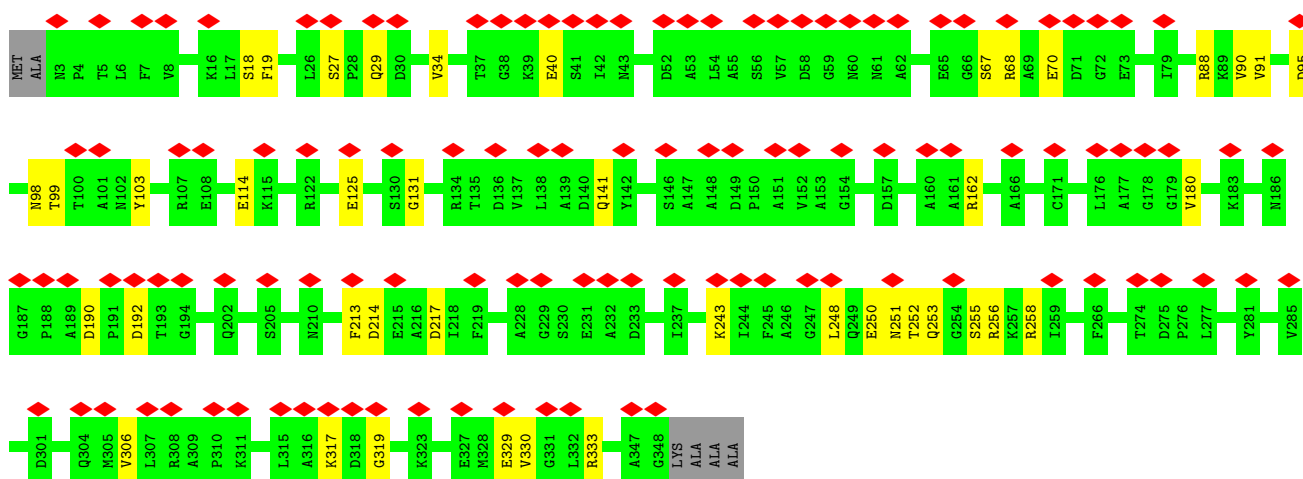 MET ALA N3 P4 T5 L6 F7 V8 K16 L17 S18 F19 L26 S27 P28 Q29 D30 V34 T37 G38 K39 E40 S41 I42 N43 D52 A53 L54 A55 S56 V57 D58 G59 N60 N61 A62 E65 G66 S67 R68 A69 E70 D71 G72 E73 I79 R88 K89 V90 V91 D95
N98 T99 T100 A101 N102 Y103 R107 E108 E114 K115 R122 E125 S130 G131 R134 T135 D136 V137 L138 A139 D140 Q141 Y142 S146 A147 A148 D149 P150 A151 V152 A153 G154 D157 A160 A161 R162 A166 C171 L176 A177 G178 G179 V180 K183 N186
G187 P188 A189 D190 P191 D192 T193 G194 Q202 S205 N210 F213 D214 E215 A216 D217 I218 F219 A228 G229 S230 E231 A232 D233 I237 K243 I244 F245 A246 G247 L248 Q249 E250 N251 T252 Q253 G254 S255 R256 K257 R258 I259 F266 T274 D275 P276 L277 Y281 V285
D301 Q304 M305 V306 L307 R308 A309 P310 K311 L315 A316 K317 D318 G319 K323 E327 M328 E329 V330 G331 L332 R333 A347 G348 LYS ALA ALA ALA